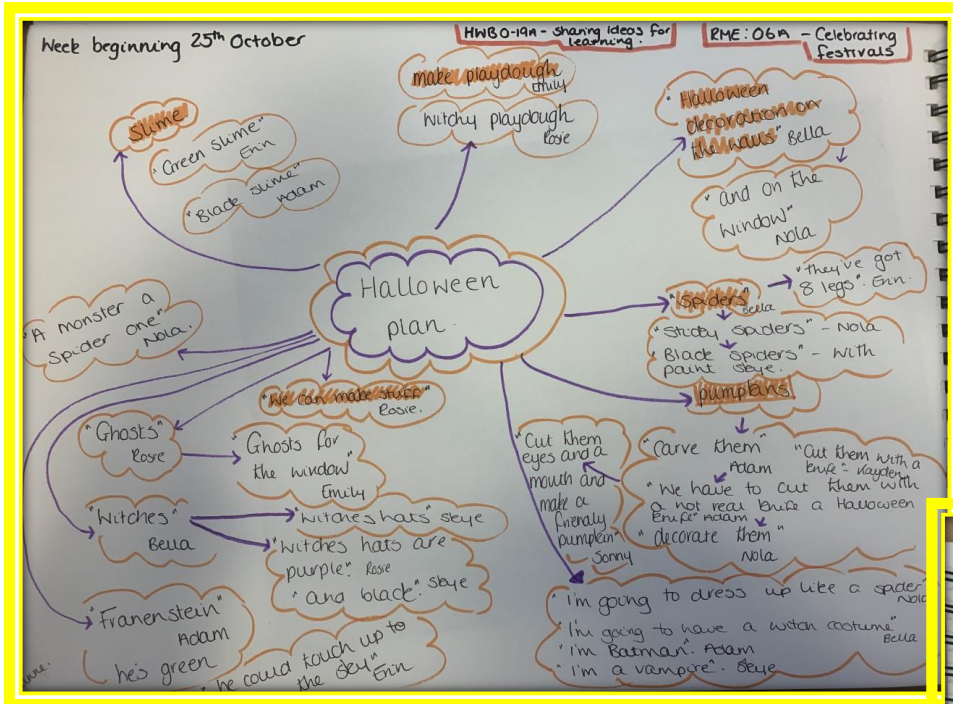 Week beginning 25th October
HWB 0-19A - sharing ideas for
learning.
RME: 06A - Celebrating
festivals
slime
"Green slime"
Erin
"Black slime"
Adam
make playdough
Emily
Witchy playdough
Rosie
"Halloween
decoration on
the walls" Bella
"and on the
window"
Nola
Halloween
plan.
"Spiders"
Bella
"they've got
8 legs". Erin.
"Sticky spiders" - Nola
"Black spiders" - with
paint Skye.
pumpkins
"Carve them"
Adam
"Cut them with a
knife" - Kayden
"We have to cut them with
a not real knife a Halloween
knife" Adam
"decorate them"
Nola
"Cut them
eyes and a
mouth and
make a
friendly
pumpkin"
Sonny
"I'm going to dress up like a spider"
Nola
"I'm going to have a witch costume"
Bella
"I'm Batman". Adam
"I'm a vampire". Skye
"We can make stuff"
Rosie.
"A monster a
spider one"
Nola.
"Ghosts"
Rosie
"Ghosts for
the window"
Emily
"Witches"
Bella
"Witches hats" Skye
"Witches hats are
purple". Rosie
"and black". Skye
"Franenstein"
Adam
he's green
"he could touch up to
the sky"
Erin